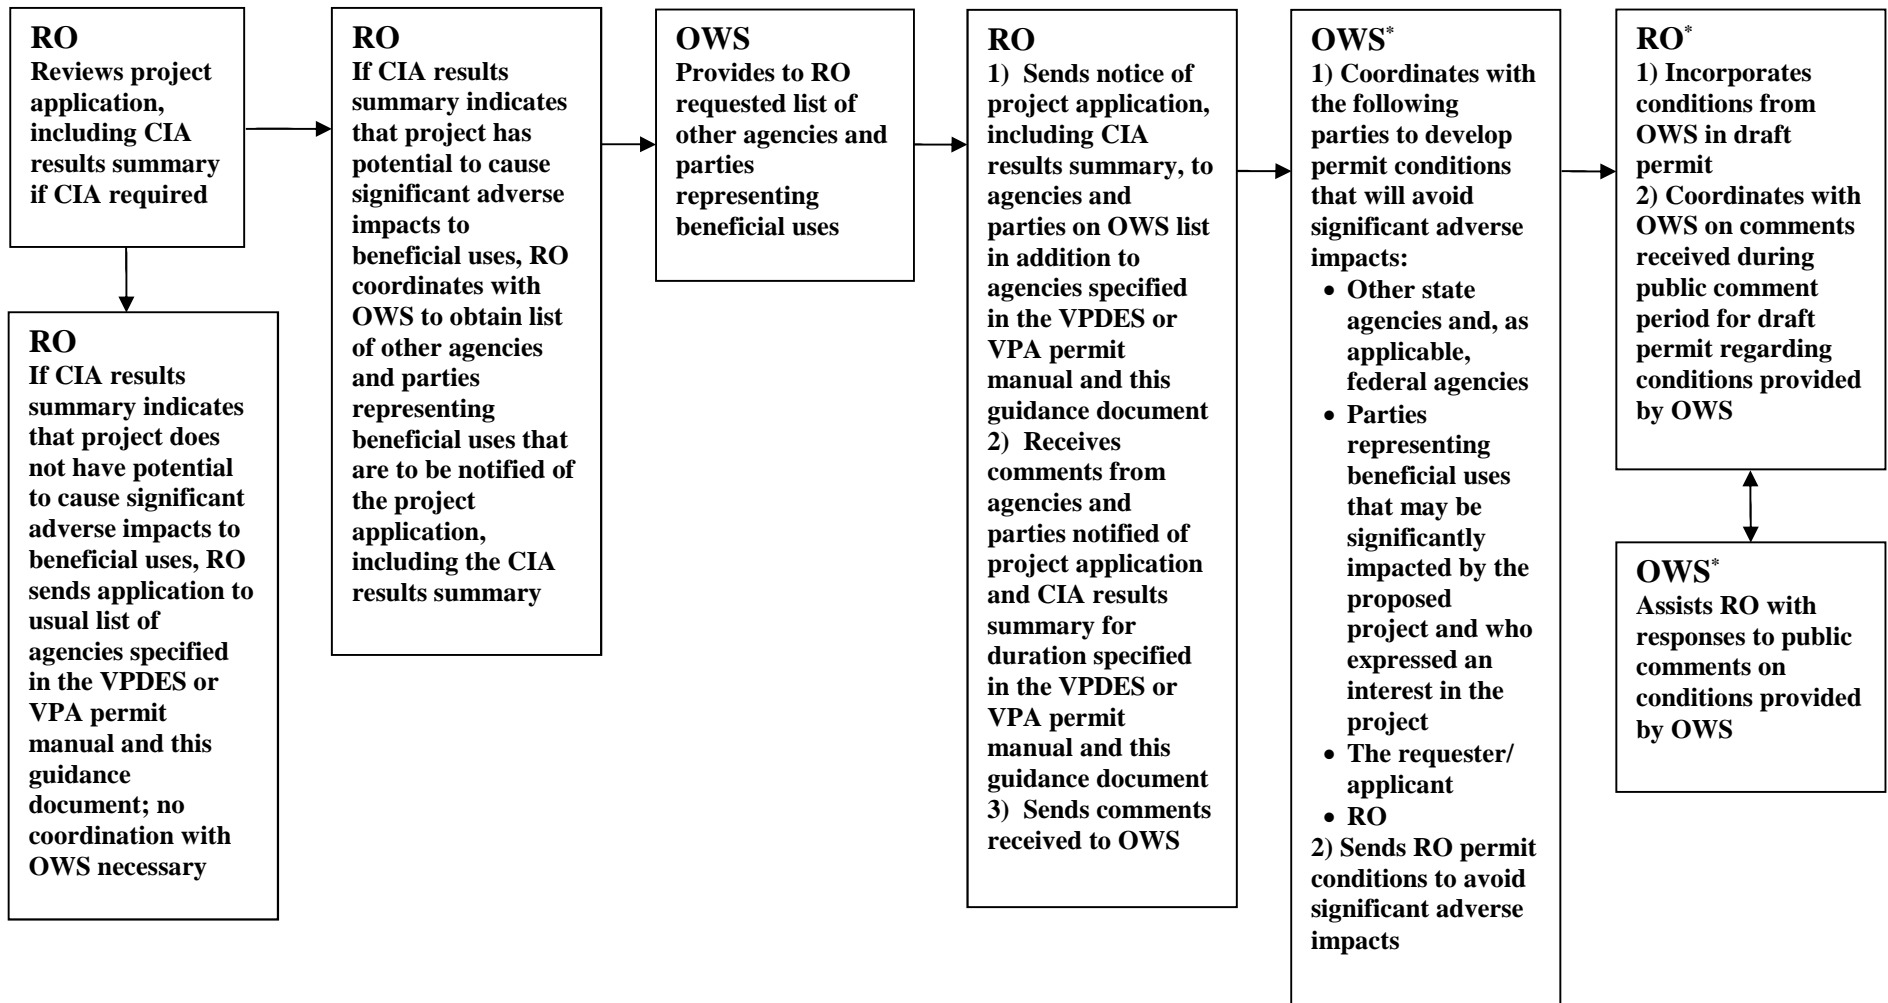 RO
Reviews project
application,
including CIA
results summary
if CIA required
RO
If CIA results
summary indicates
that project does
not have potential
to cause significant
adverse impacts to
beneficial uses, RO
sends application to
usual list of
agencies specified
in the VPDES or
VPA permit
manual and this
guidance
document; no
coordination with
OWS necessary
RO
If CIA results
summary indicates
that project has
potential to cause
significant adverse
impacts to
beneficial uses, RO
coordinates with
OWS to obtain list
of other agencies
and parties
representing
beneficial uses that
are to be notified of
the project
application,
including the CIA
results summary
OWS
Provides to RO
requested list of
other agencies and
parties
representing
beneficial uses
RO
1) Sends notice of
project application,
including CIA
results summary, to
agencies and
parties on OWS list
in addition to
agencies specified
in the VPDES or
VPA permit
manual and this
guidance document
2) Receives
comments from
agencies and
parties notified of
project application
and CIA results
summary for
duration specified
in the VPDES or
VPA permit
manual and this
guidance document
3) Sends comments
received to OWS
OWS*
1) Coordinates with
the following
parties to develop
permit conditions
that will avoid
significant adverse
impacts:
• Other state
agencies and, as
applicable,
federal agencies
• Parties
representing
beneficial uses
that may be
significantly
impacted by the
proposed
project and who
expressed an
interest in the
project
• The requester/
applicant
• RO
2) Sends RO permit
conditions to avoid
significant adverse
impacts
RO*
1) Incorporates
conditions from
OWS in draft
permit
2) Coordinates with
OWS on comments
received during
public comment
period for draft
permit regarding
conditions provided
by OWS
OWS*
Assists RO with
responses to public
comments on
conditions provided
by OWS